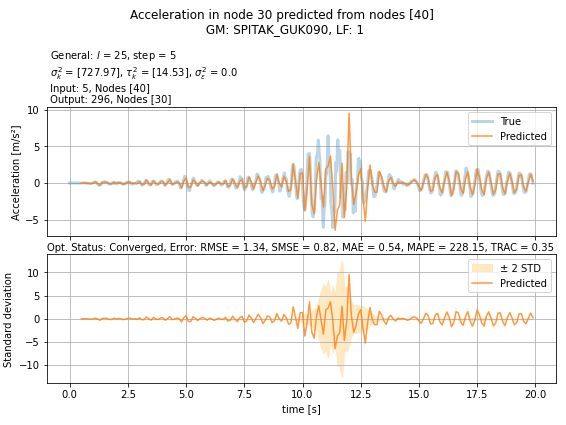 Acceleration in node 30 predicted from nodes [40]
GM: SPITAK_GUK090, LF: 1
General: l = 25, step = 5
σ²ₖ = [727.97], τ²ₖ = [14.53], σ²ε = 0.0
Input: 5, Nodes [40]
Output: 296, Nodes [30]
10
5
0
−5
Acceleration [m/s²]
True
Predicted
Opt. Status: Converged, Error: RMSE = 1.34, SMSE = 0.82, MAE = 0.54, MAPE = 228.15, TRAC = 0.35
10
5
0
−5
−10
Standard deviation
± 2 STD
Predicted
0.0 2.5 5.0 7.5 10.0 12.5 15.0 17.5 20.0
time [s]